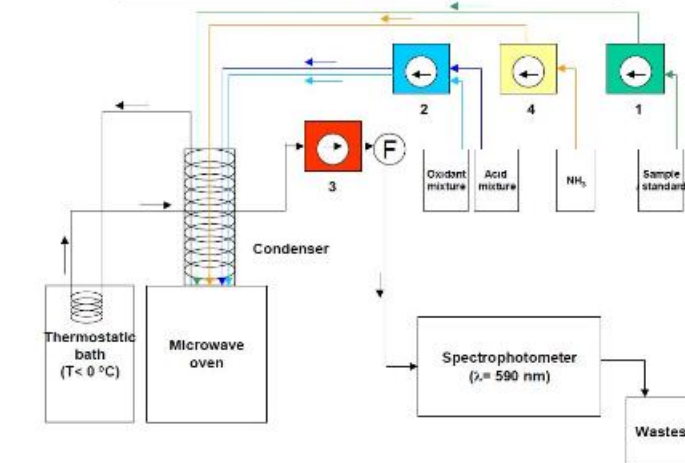 2
4
1
3
F
Oxidant
mixture
Acid
mixture
NH3
Sample
/standard
Condenser
Thermostatic
bath
(T< 0 ºC)
Microwave
oven
Spectrophotometer
(λ= 590 nm)
Wastes